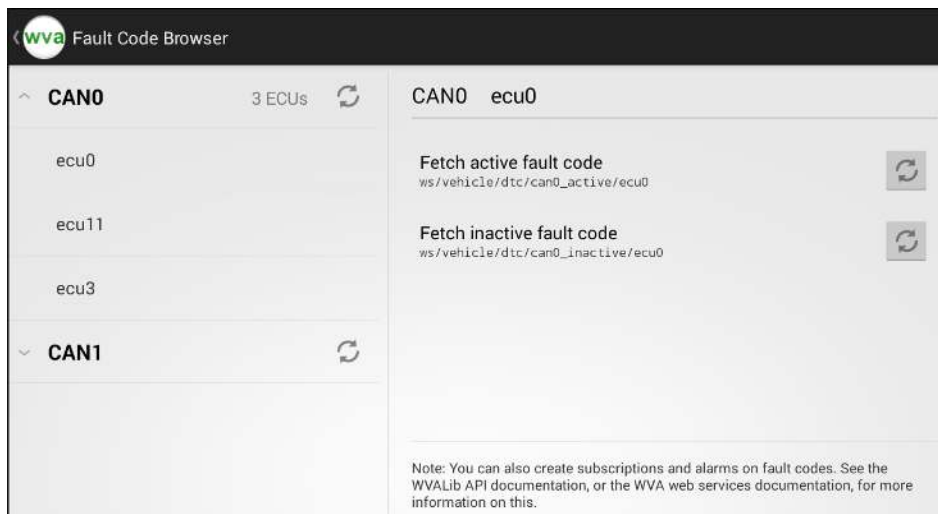 wva Fault Code Browser
CAN0 3 ECUs
ecu0
ecu11
ecu3
CAN1
CAN0 ecu0
Fetch active fault code
ws/vehicle/dtc/can0_active/ecu0
Fetch inactive fault code
ws/vehicle/dtc/can0_inactive/ecu0
Note: You can also create subscriptions and alarms on fault codes. See the
WVALib API documentation, or the WVA web services documentation, for more
information on this.